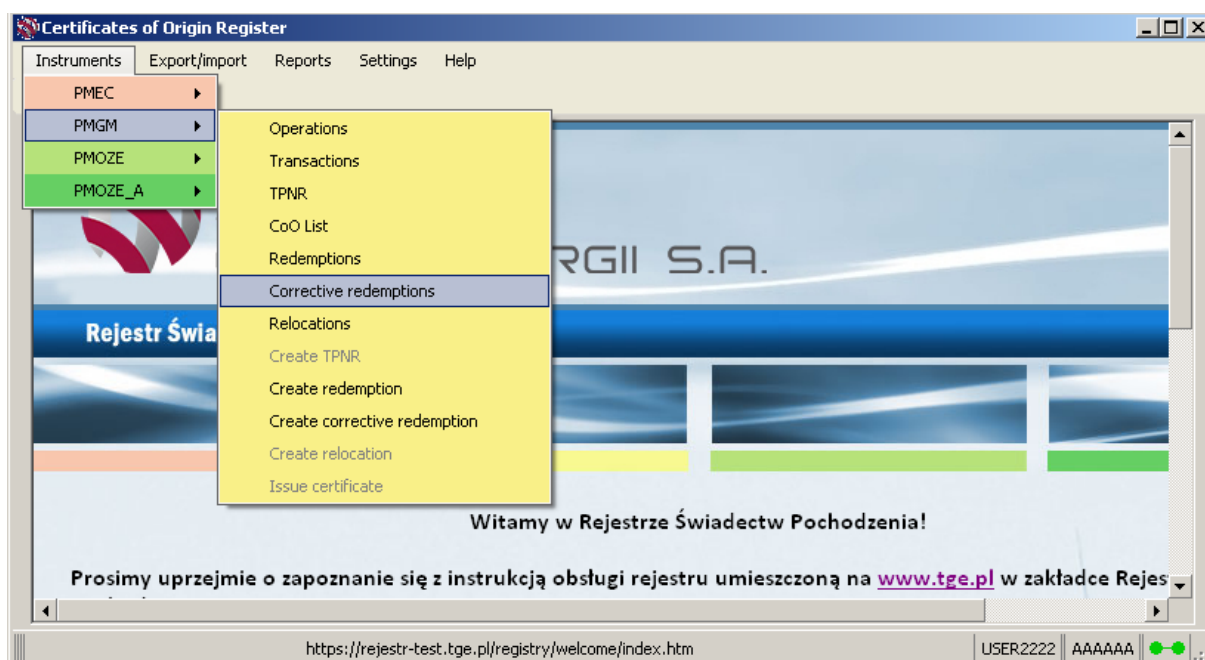 Certificates of Origin Register
Instruments Export/import Reports Settings Help
PMEC
PMGM
PMOZE
PMOZE_A
Operations
Transactions
TPNR
CoO List
Redemptions
Corrective redemptions
Relocations
Create TPNR
Create redemption
Create corrective redemption
Create relocation
Issue certificate
RGII S.A.
Rejestr Świa
Witamy w Rejestrze Świadectw Pochodzenia!
Prosimy uprzejmie o zapoznanie się z instrukcją obsługi rejestru umieszczoną na www.tge.pl w zakładce Rejes
https://rejestr-test.tge.pl/registry/welcome/index.htm USER2222 AAAAAA